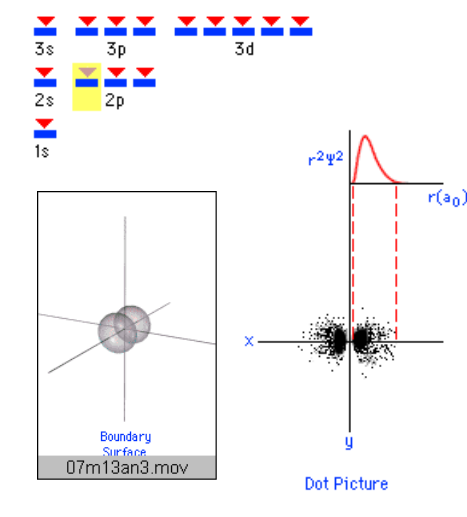 3s 3p 3d
2s 2p
1s
r²Ψ²
r(a₀)
x
y
Boundary
Surface
07m13an3.mov
Dot Picture